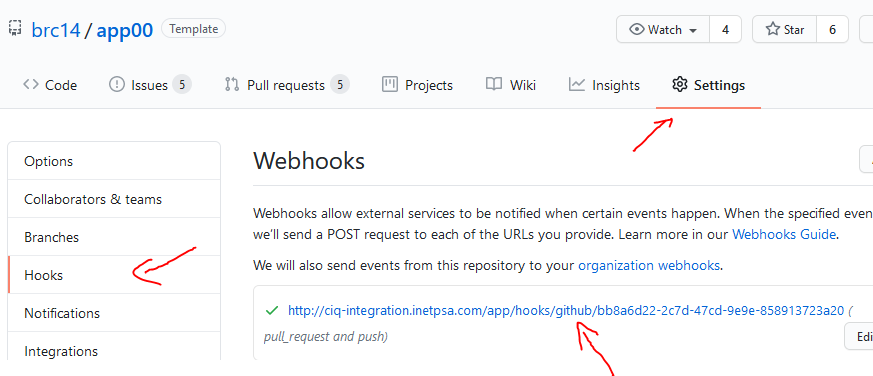 brc14 / app00 Template
Watch 4 Star 6
Code Issues 5 Pull requests 5 Projects Wiki Insights Settings
Options
Collaborators & teams
Branches
Hooks
Notifications
Integrations
Webhooks
Webhooks allow external services to be notified when certain events happen. When the specified even
we'll send a POST request to each of the URLs you provide. Learn more in our Webhooks Guide.
We will also send events from this repository to your organization webhooks.
http://ciq-integration.inetpsa.com/app/hooks/github/bb8a6d22-2c7d-47cd-9e9e-858913723a20 (
pull_request and push)
Edi